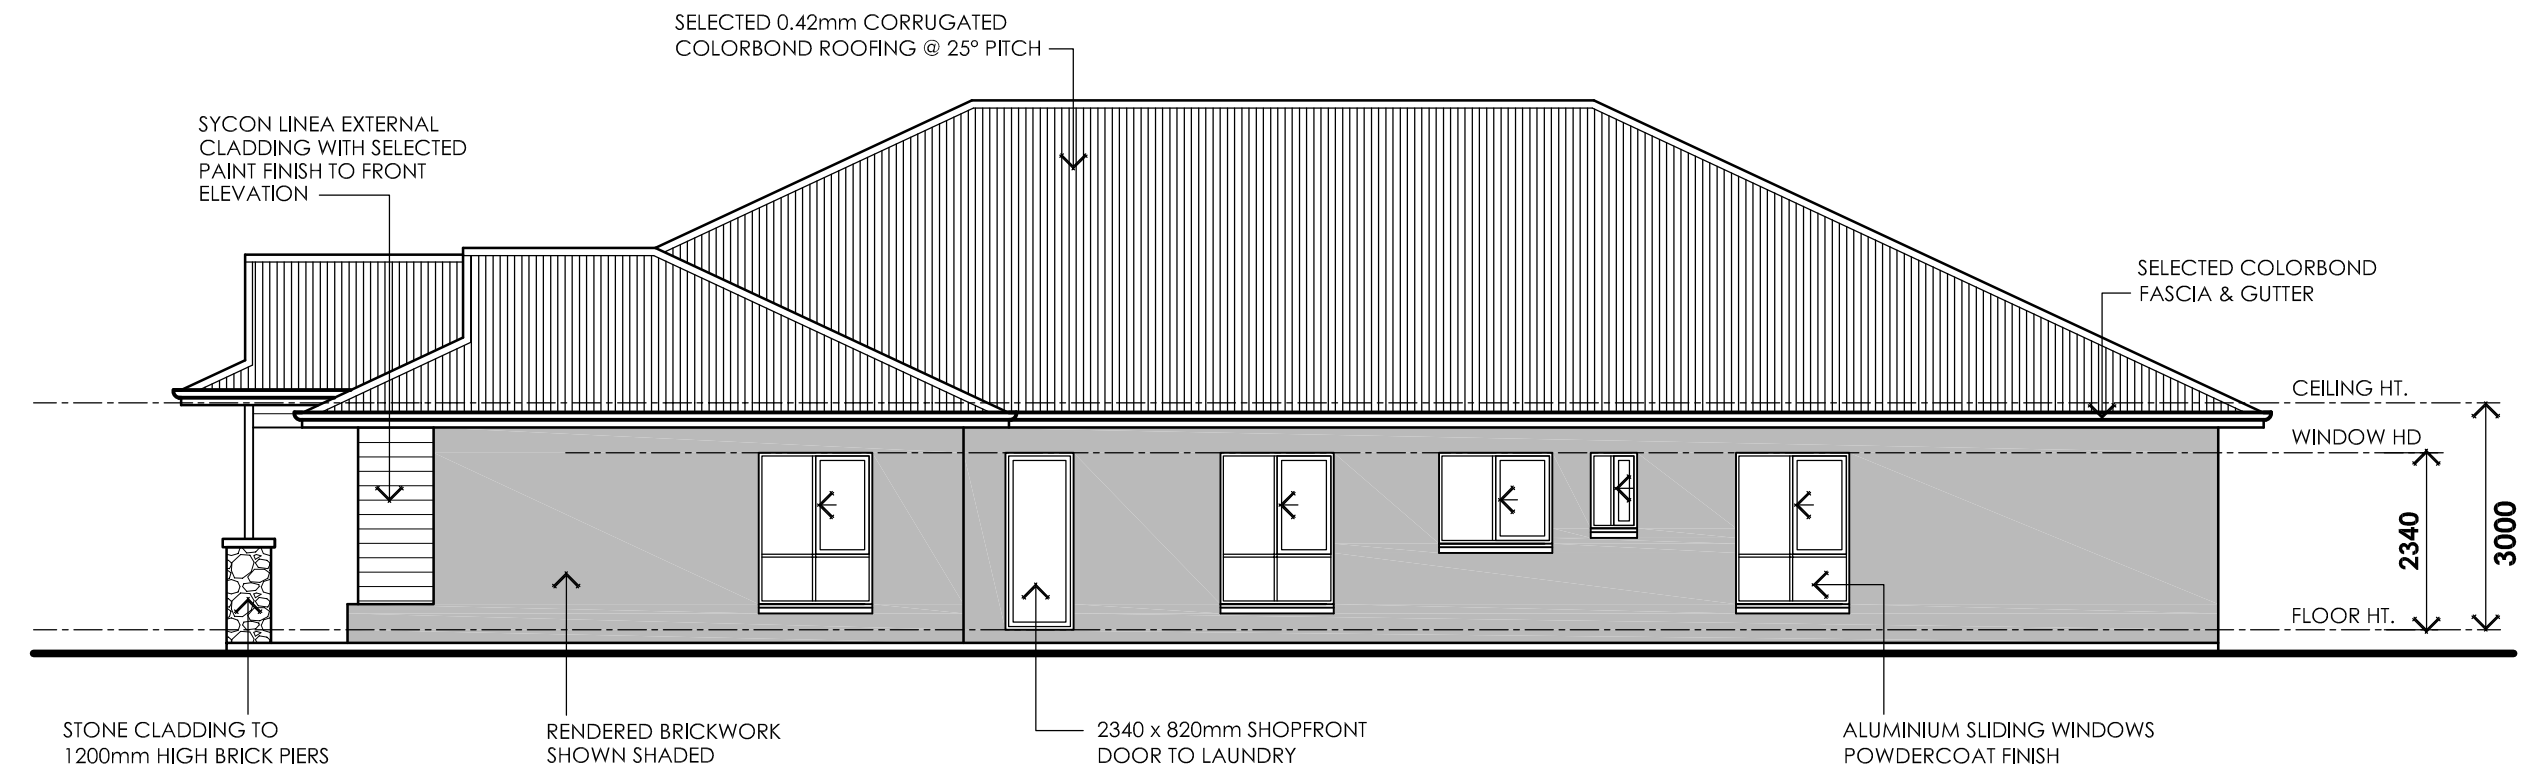 SELECTED 0.42mm CORRUGATED
COLORBOND ROOFING @ 25° PITCH
SYCON LINEA EXTERNAL
CLADDING WITH SELECTED
PAINT FINISH TO FRONT
ELEVATION
SELECTED COLORBOND
FASCIA & GUTTER
CEILING HT.
WINDOW HD
2340
3000
FLOOR HT.
STONE CLADDING TO
1200mm HIGH BRICK PIERS
RENDERED BRICKWORK
SHOWN SHADED
2340 x 820mm SHOPFRONT
DOOR TO LAUNDRY
ALUMINIUM SLIDING WINDOWS
POWDERCOAT FINISH